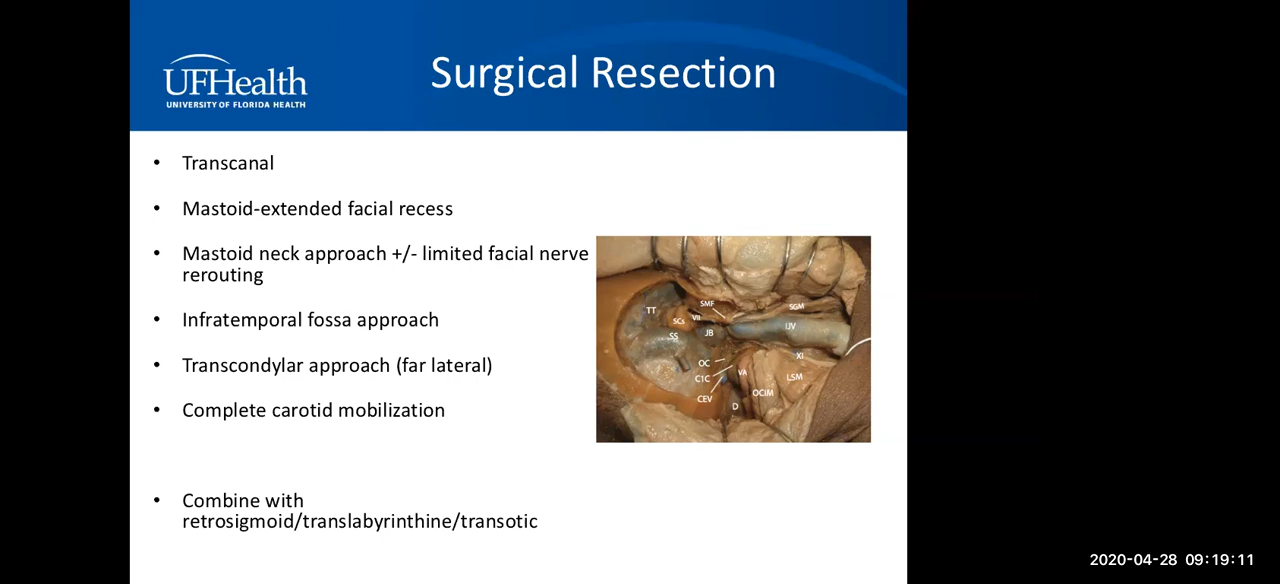 UFHealth
UNIVERSITY OF FLORIDA HEALTH
Surgical Resection
• Transcanal
• Mastoid-extended facial recess
• Mastoid neck approach +/- limited facial nerve
rerouting
• Infratemporal fossa approach
• Transcondylar approach (far lateral)
• Complete carotid mobilization
• Combine with
retrosigmoid/translabyrinthine/transotic
SMF
SGM
TT
SCs
VII
IJV
SS
JB
XI
OC
VA
C1C
LSM
OCIM
CEV
D
2020-04-28 09:19:11